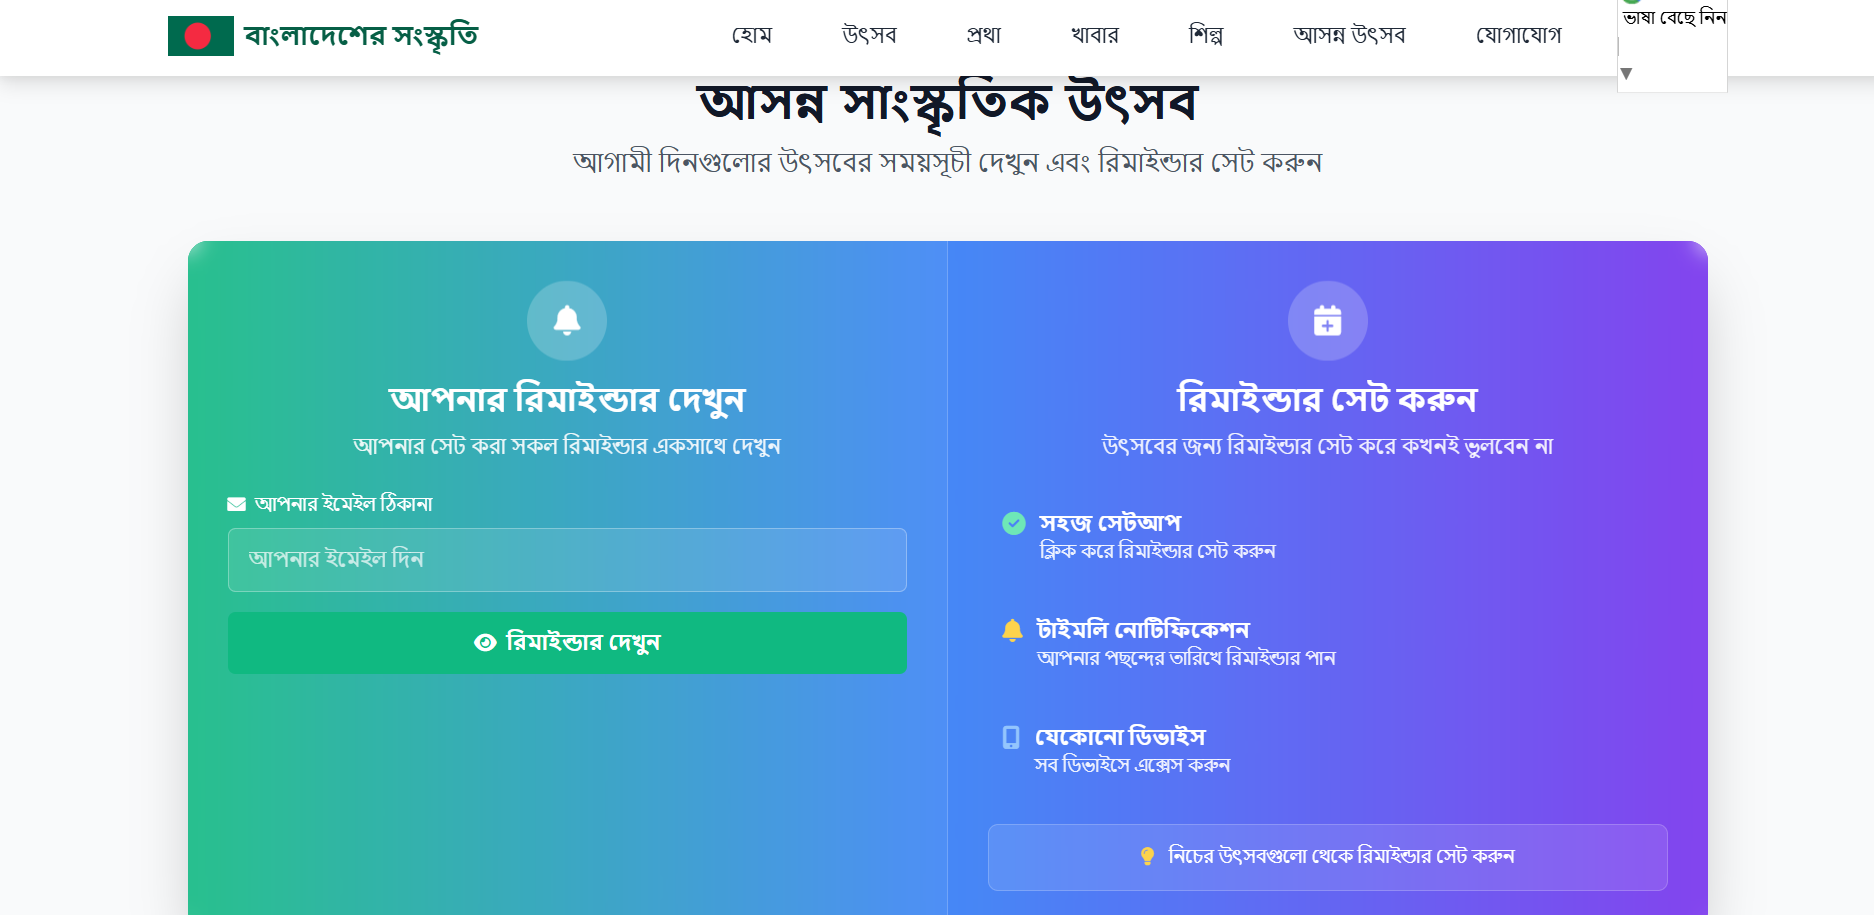 বাংলাদেশের সংস্কৃতি
হোম
উৎসব
প্রথা
খাবার
শিল্প
আসন্ন উৎসব
যোগাযোগ
ভাষা বেছে নিন
▼
আসন্ন সাংস্কৃতিক উৎসব
আগামী দিনগুলোর উৎসবের সময়সূচী দেখুন এবং রিমাইন্ডার সেট করুন
আপনার রিমাইন্ডার দেখুন
আপনার সেট করা সকল রিমাইন্ডার একসাথে দেখুন
আপনার ইমেইল ঠিকানা
আপনার ইমেইল দিন
রিমাইন্ডার দেখুন
রিমাইন্ডার সেট করুন
উৎসবের জন্য রিমাইন্ডার সেট করে কখনই ভুলবেন না
সহজ সেটআপ
ক্লিক করে রিমাইন্ডার সেট করুন
টাইমলি নোটিফিকেশন
আপনার পছন্দের তারিখে রিমাইন্ডার পান
যেকোনো ডিভাইস
সব ডিভাইসে এক্সেস করুন
নিচের উৎসবগুলো থেকে রিমাইন্ডার সেট করুন